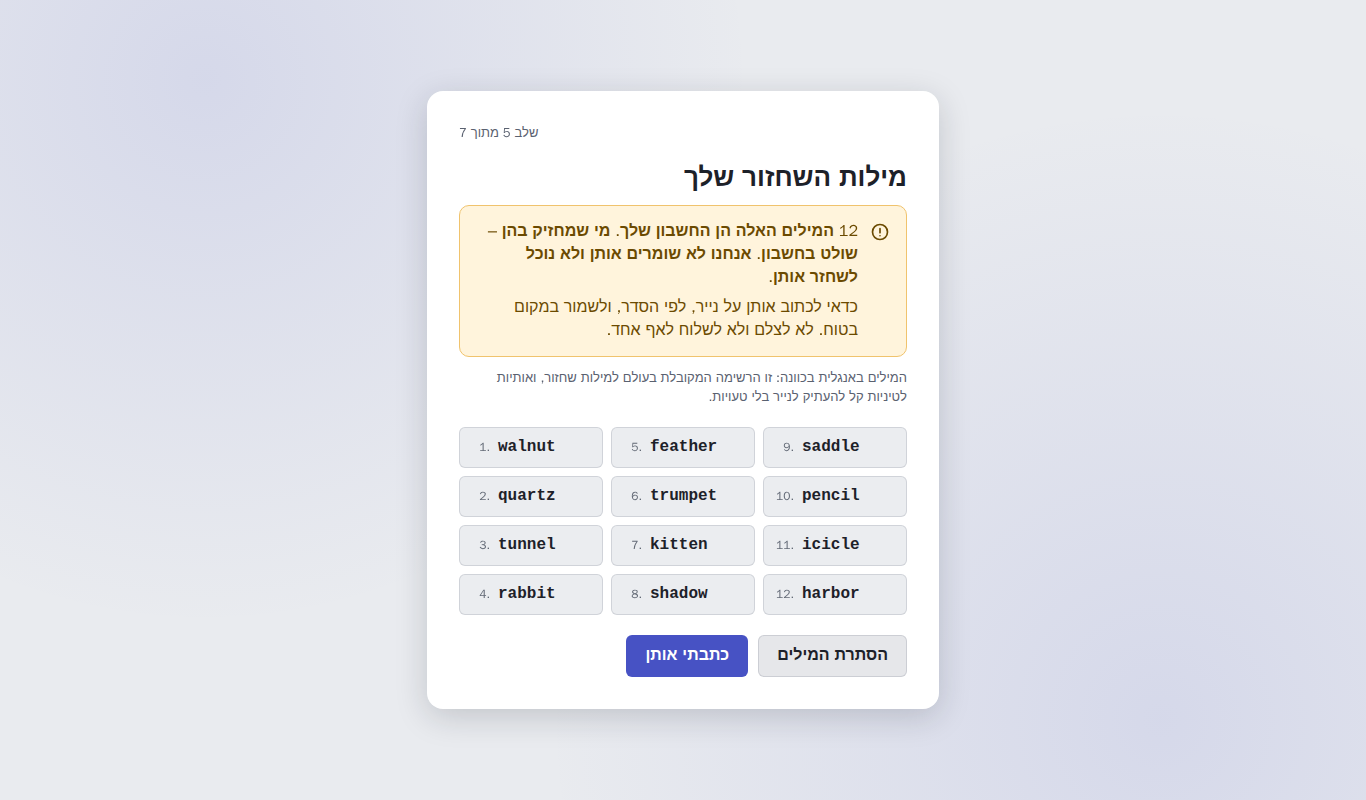 שלב 5 מתוך 7
מילות השחזור שלך
12 המילים האלה הן החשבון שלך. מי שמחזיק בהן –
שולט בחשבון. אנחנו לא שומרים אותן ולא נוכל
לשחזר אותן.
כדאי לכתוב אותן על נייר, לפי הסדר, ולשמור במקום
בטוח. לא לצלם ולא לשלוח לאף אחד.
המילים באנגלית בכוונה: זו הרשימה המקובלת בעולם למילות שחזור, ואותיות
לטיניות קל להעתיק לנייר בלי טעויות.
1. walnut
2. quartz
3. tunnel
4. rabbit
5. feather
6. trumpet
7. kitten
8. shadow
9. saddle
10. pencil
11. icicle
12. harbor
הסתרת המילים
כתבתי אותן